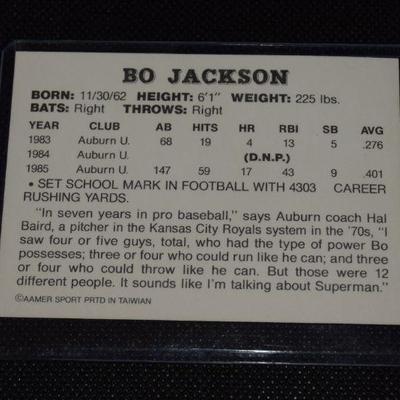 BO JACKSON
BORN: 11/30/62 HEIGHT: 6'1" WEIGHT: 225 lbs.
BATS: Right THROWS: Right
YEAR CLUB AB HITS HR RBI SB AVG
1983 Auburn U. 68 19 4 13 5 .276
1984 Auburn U. (D.N.P.)
1985 Auburn U. 147 59 17 43 9 .401
• SET SCHOOL MARK IN FOOTBALL WITH 4303 CAREER
RUSHING YARDS.
"In seven years in pro baseball," says Auburn coach Hal
Baird, a pitcher in the Kansas City Royals system in the '70s, "I
saw four or five guys, total, who had the type of power Bo
possesses; three or four who could run like he can; and three
or four who could throw like he can. But those were 12
different people. It sounds like I'm talking about Superman."
©AAMER SPORT PRTD IN TAIWIAN